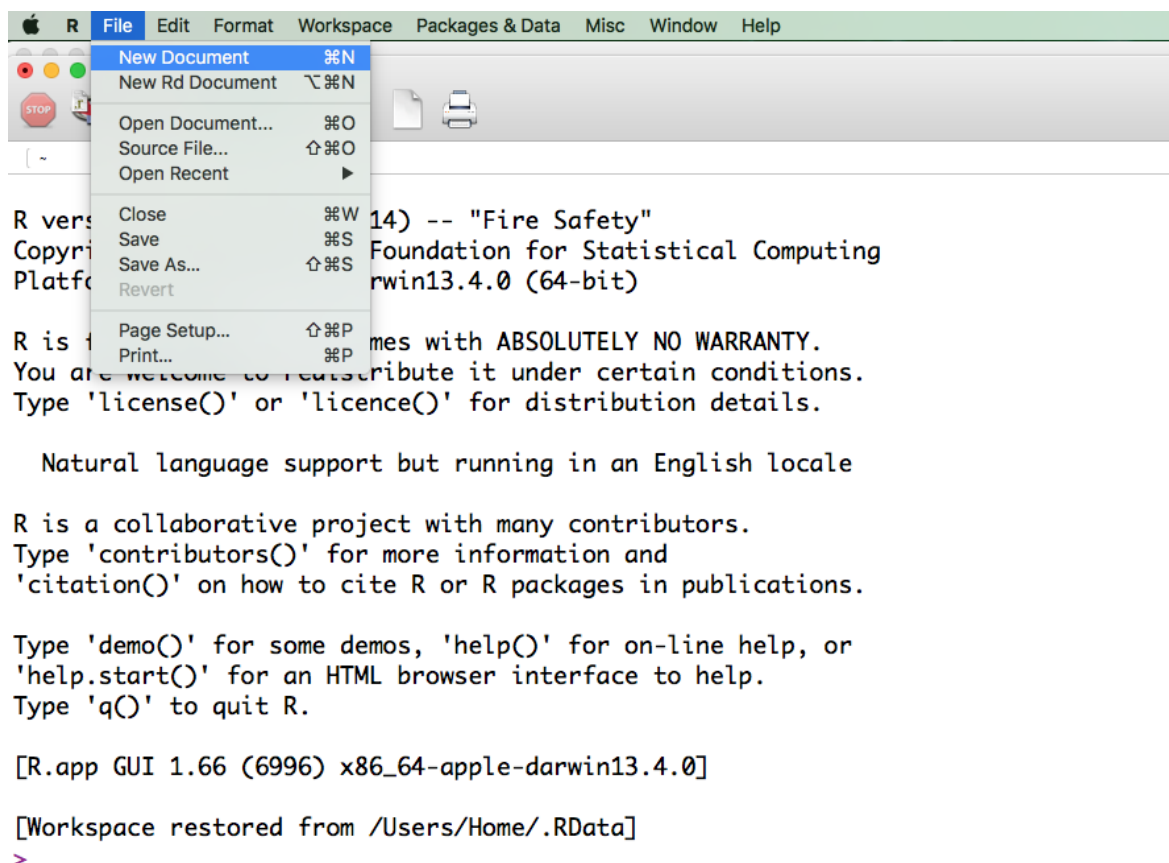 R File Edit Format Workspace Packages & Data Misc Window Help
New Document ⌘N
New Rd Document ⌥⌘N
STOP
Open Document... ⌘O
Source File... ⇧⌘O
~
Open Recent ▶
Close ⌘W
Save ⌘S
Save As... ⇧⌘S
Revert
Page Setup... ⇧⌘P
Print... ⌘P
R vers 14) -- "Fire Safety"
Copyri Foundation for Statistical Computing
Platfo rwin13.4.0 (64-bit)
R is f mes with ABSOLUTELY NO WARRANTY.
You are welcome to redistribute it under certain conditions.
Type 'license()' or 'licence()' for distribution details.
Natural language support but running in an English locale
R is a collaborative project with many contributors.
Type 'contributors()' for more information and
'citation()' on how to cite R or R packages in publications.
Type 'demo()' for some demos, 'help()' for on-line help, or
'help.start()' for an HTML browser interface to help.
Type 'q()' to quit R.
[R.app GUI 1.66 (6996) x86_64-apple-darwin13.4.0]
[Workspace restored from /Users/Home/.RData]
>